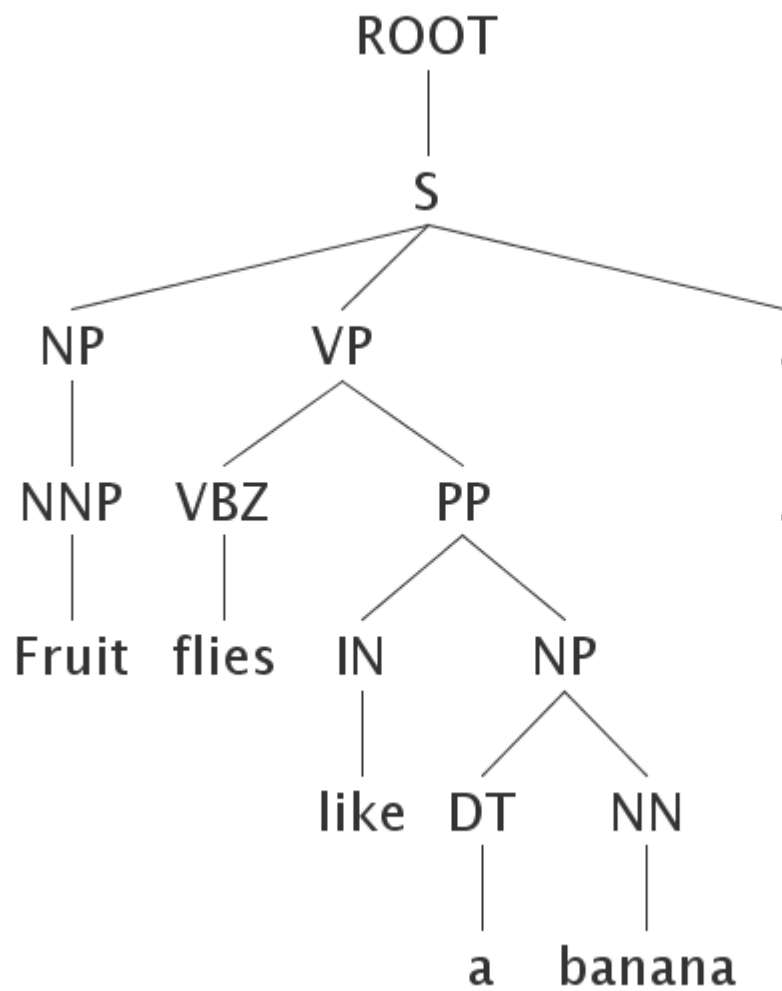 ROOT
S
NP VP
NNP VBZ PP
Fruit flies IN NP
like DT NN
a banana